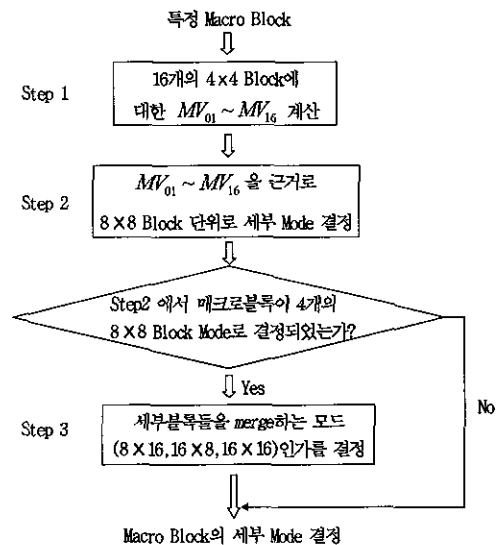 특정 Macro Block
Step 1
16개의 4×4 Block에
대한 MV₀₁ ~ MV₁₆ 계산
Step 2
MV₀₁ ~ MV₁₆ 을 근거로
8×8 Block 단위로 세부 Mode 결정
Step2 에서 매크로블록이 4개의
8×8 Block Mode로 결정되었는가?
Yes
No
Step 3
세부블록들을 merge하는 모드
(8×16,16×8,16×16)인가를 결정
Macro Block의 세부 Mode 결정